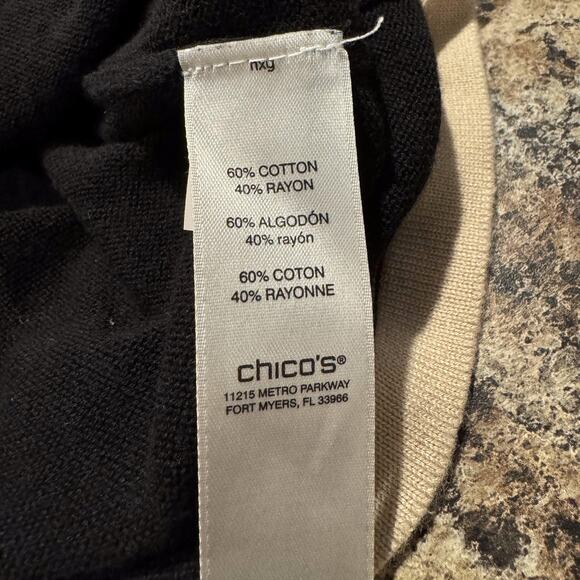 nxy
60% COTTON
40% RAYON
60% ALGODÓN
40% rayón
60% COTON
40% RAYONNE
chico's®
11215 METRO PARKWAY
FORT MYERS, FL 33966